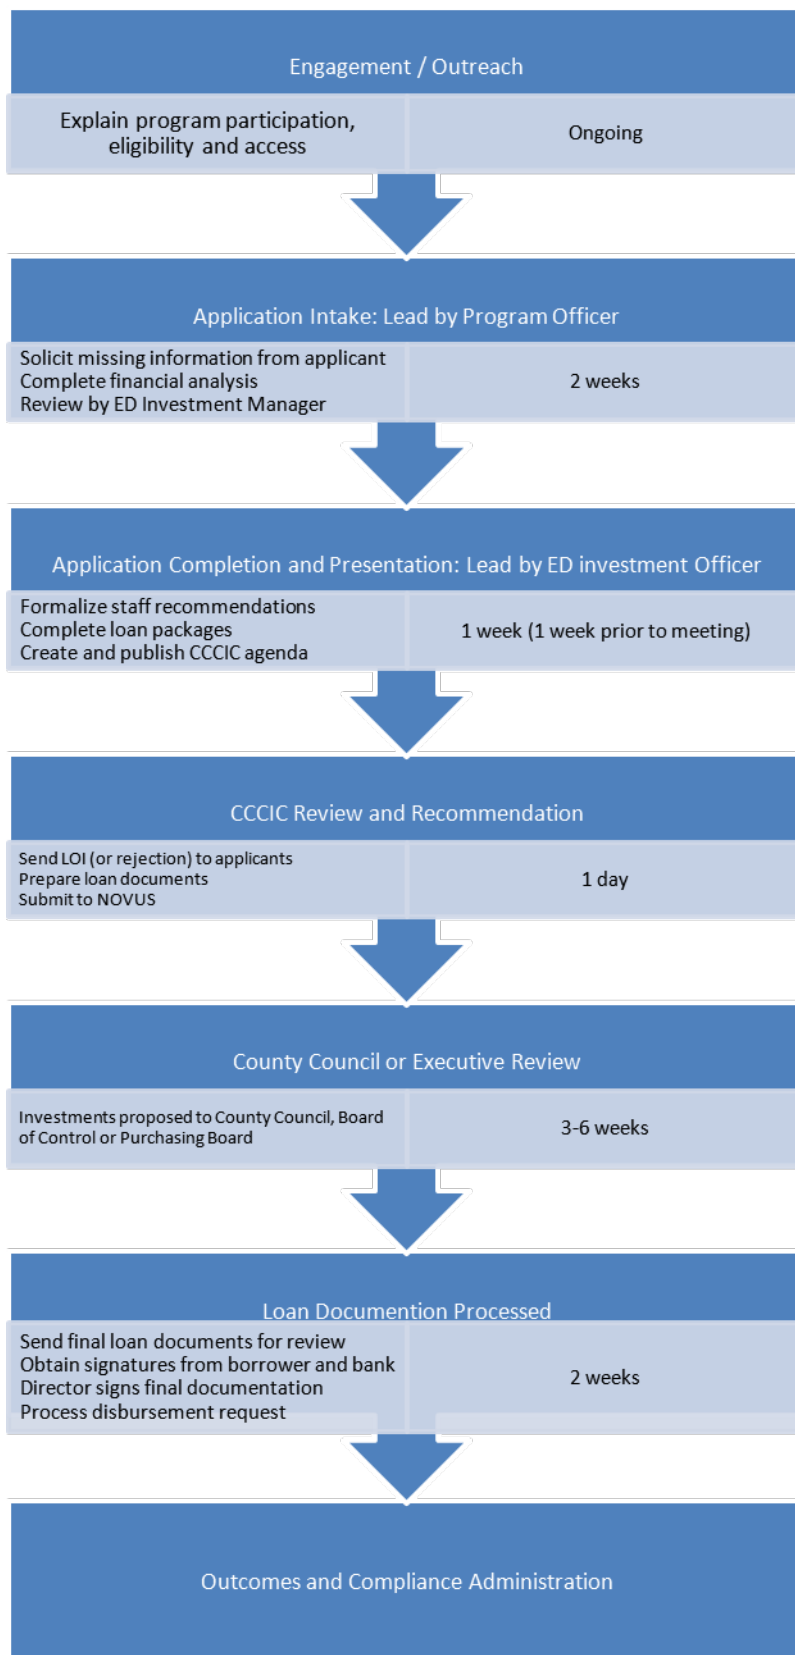 Engagement / Outreach
Explain program participation,
eligibility and access
Ongoing
Application Intake: Lead by Program Officer
Solicit missing information from applicant
Complete financial analysis
Review by ED Investment Manager
2 weeks
Application Completion and Presentation: Lead by ED investment Officer
Formalize staff recommendations
Complete loan packages
Create and publish CCCIC agenda
1 week (1 week prior to meeting)
CCCIC Review and Recommendation
Send LOI (or rejection) to applicants
Prepare loan documents
Submit to NOVUS
1 day
County Council or Executive Review
Investments proposed to County Council, Board
of Control or Purchasing Board
3-6 weeks
Loan Documention Processed
Send final loan documents for review
Obtain signatures from borrower and bank
Director signs final documentation
Process disbursement request
2 weeks
Outcomes and Compliance Administration